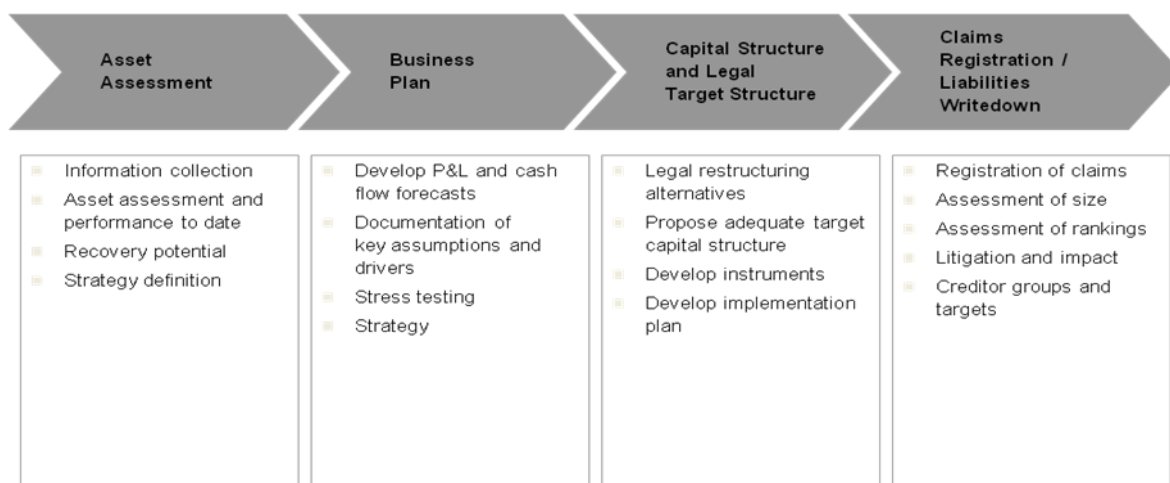 Asset
Assessment
Business
Plan
Capital Structure
and Legal
Target Structure
Claims
Registration /
Liabilities
Writedown
Information collection
Asset assessment and
performance to date
Recovery potential
Strategy definition
Develop P&L and cash
flow forecasts
Documentation of
key assumptions and
drivers
Stress testing
Strategy
Legal restructuring
alternatives
Propose adequate target
capital structure
Develop instruments
Develop implementation
plan
Registration of claims
Assessment of size
Assessment of rankings
Litigation and impact
Creditor groups and
targets